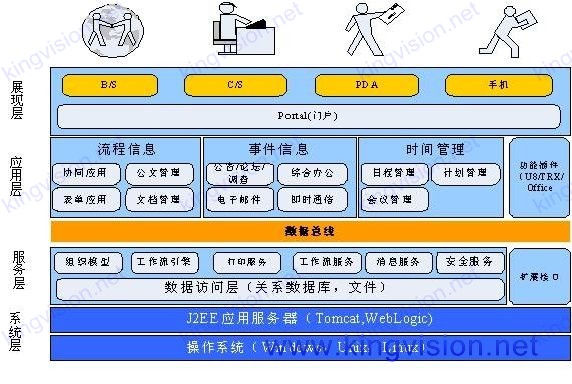 展现层
B/S
C/S
PDA
手机
Portal(门户)
应用层
流程信息
协同应用
公文管理
表单应用
文档管理
事件信息
公告/论坛/
调查
综合办公
电子邮件
即时通信
时间管理
日程管理
计划管理
会议管理
功能插件
(U8/TRX/
Office
数据总线
服务层
组织模型
工作流引擎
打印服务
工作流服务
消息服务
安全服务
数据访问层(关系数据库，文件)
扩展接口
系统层
J2EE 应用服务器(Tomcat,WebLogic)
操作系统(Windows, Unix, Linux)
www.kingvision.net